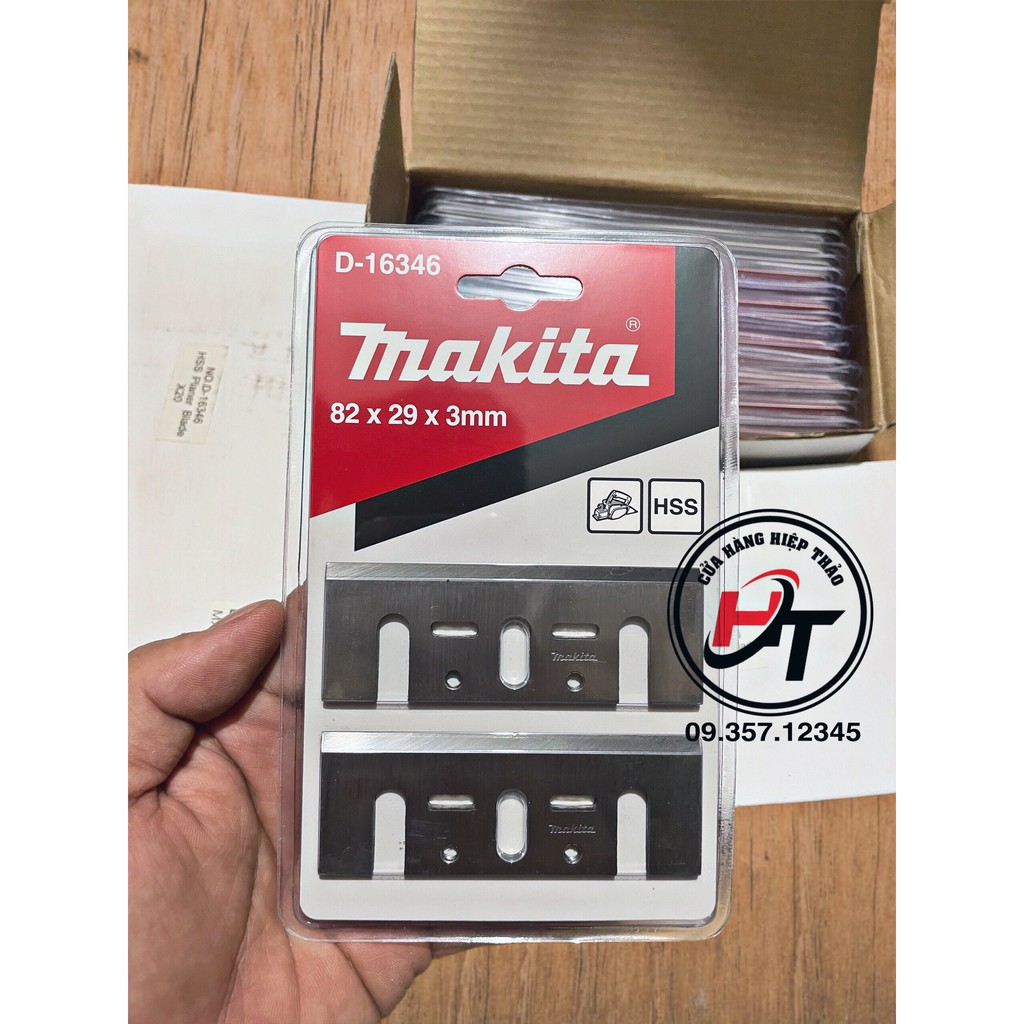 D-16346
makita®
82 x 29 x 3mm
HSS
makita
makita
NO.D-16346
HSS Planer Blade
X20
CỬA HÀNG HIỆP THẢO
HT
09.357.12345